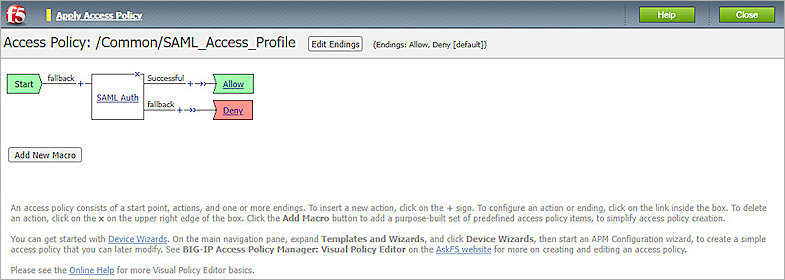 f5 Apply Access Policy Help Close
Access Policy: /Common/SAML_Access_Profile Edit Endings (Endings: Allow, Deny [default])
Start fallback + SAML Auth x Successful + Allow
fallback + Deny
Add New Macro
An access policy consists of a start point, actions, and one or more endings. To insert a new action, click on the + sign. To configure an action or ending, click on the link inside the box. To delete
an action, click on the x on the upper right edge of the box. Click the Add Macro button to add a purpose-built set of predefined access policy items, to simplify access policy creation.
You can get started with Device Wizards. On the main navigation pane, expand Templates and Wizards, and click Device Wizards, then start an APM Configuration wizard, to create a simple
access policy that you can later modify. See BIG-IP Access Policy Manager: Visual Policy Editor on the AskF5 website for more on creating and editing an access policy.
Please see the Online Help for more Visual Policy Editor basics.